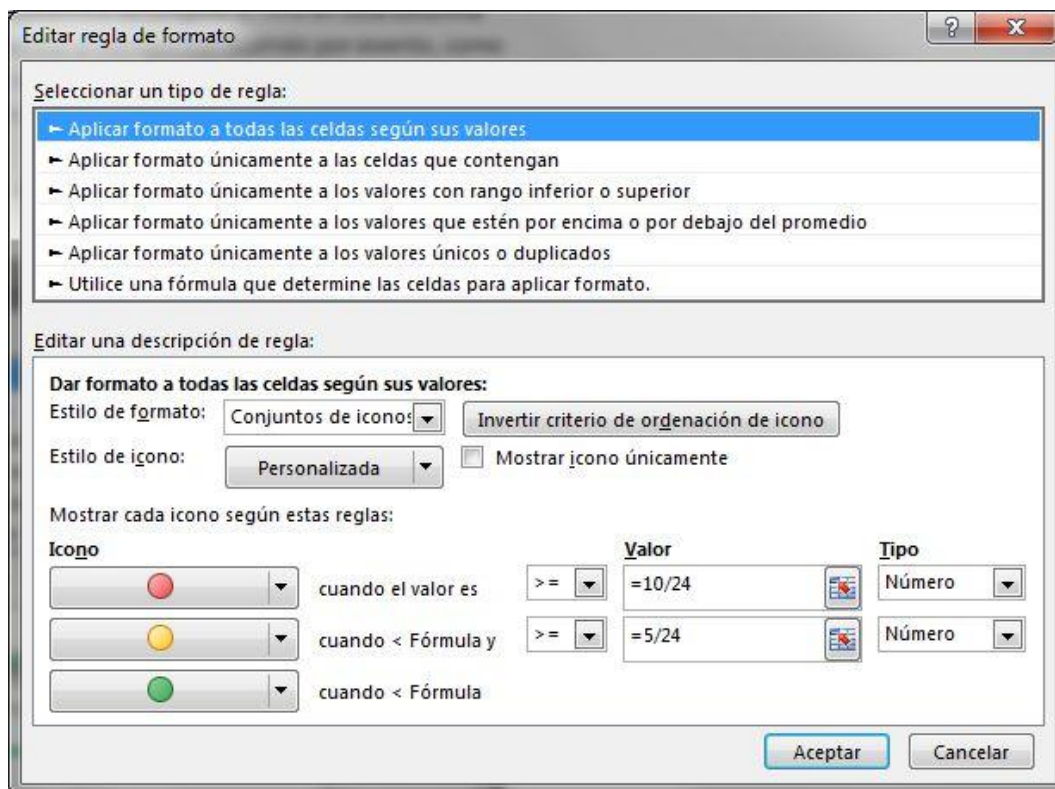 Editar regla de formato
Seleccionar un tipo de regla:
► Aplicar formato a todas las celdas según sus valores
► Aplicar formato únicamente a las celdas que contengan
► Aplicar formato únicamente a los valores con rango inferior o superior
► Aplicar formato únicamente a los valores que estén por encima o por debajo del promedio
► Aplicar formato únicamente a los valores únicos o duplicados
► Utilice una fórmula que determine las celdas para aplicar formato.
Editar una descripción de regla:
Dar formato a todas las celdas según sus valores:
Estilo de formato: Conjuntos de iconos Invertir criterio de ordenación de icono
Estilo de icono: Personalizada Mostrar icono únicamente
Mostrar cada icono según estas reglas:
Icono Valor Tipo
cuando el valor es >= =10/24 Número
cuando < Fórmula y >= =5/24 Número
cuando < Fórmula
Aceptar Cancelar